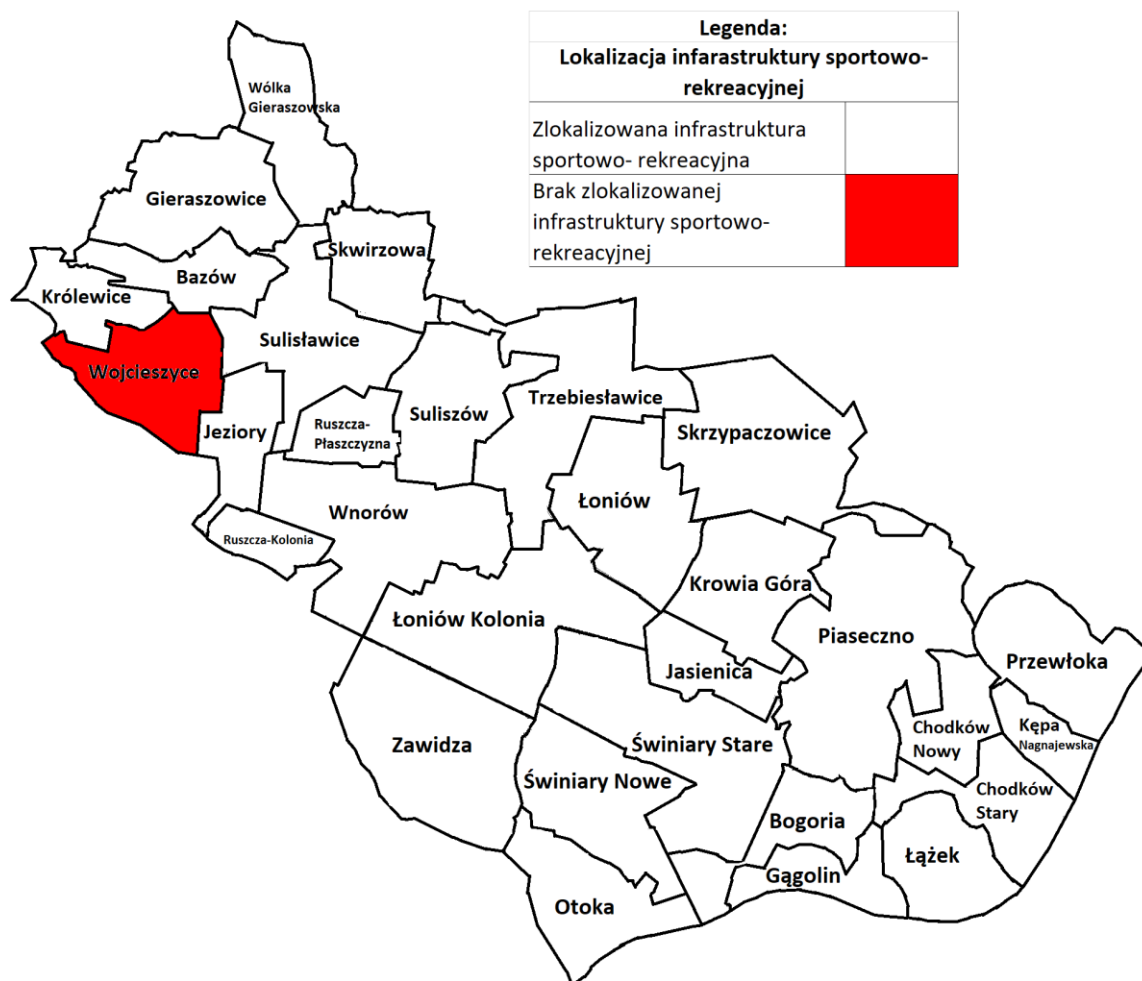 Legenda:
Lokalizacja infarastruktury sportowo-
rekreacyjnej
Zlokalizowana infrastruktura
sportowo- rekreacyjna
Brak zlokalizowanej
infrastruktury sportowo-
rekreacyjnej
Wólka
Gieraszowska
Gieraszowice
Skwirzowa
Bazów
Królewice
Sulisławice
Wojcieszyce
Trzebiesławice
Suliszów
Ruszcza-
Płaszczyzna
Jeziory
Skrzypaczowice
Łoniów
Wnorów
Ruszcza-Kolonia
Krowia Góra
Łoniów Kolonia
Piaseczno
Przewłoka
Jasienica
Chodków
Nowy
Kępa
Nagnajewska
Zawidza
Świniary Stare
Świniary Nowe
Chodków
Stary
Bogoria
Łążek
Gągolin
Otoka